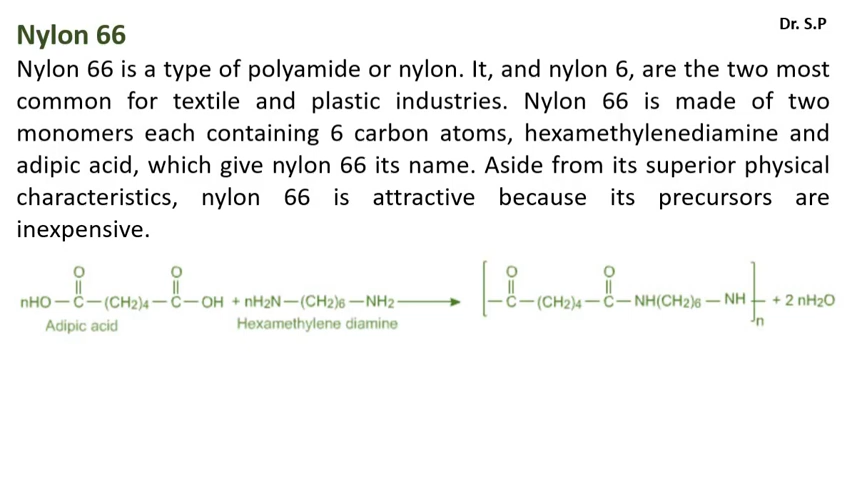 Dr. S.P
Nylon 66
Nylon 66 is a type of polyamide or nylon. It, and nylon 6, are the two most
common for textile and plastic industries. Nylon 66 is made of two
monomers each containing 6 carbon atoms, hexamethylenediamine and
adipic acid, which give nylon 66 its name. Aside from its superior physical
characteristics, nylon 66 is attractive because its precursors are
inexpensive.
O O O O
nHO—C—(CH2)4—C—OH + nH2N—(CH2)6—NH2 → [—C—(CH2)4—C—NH(CH2)6—NH—]n + 2 nH2O
Adipic acid Hexamethylene diamine